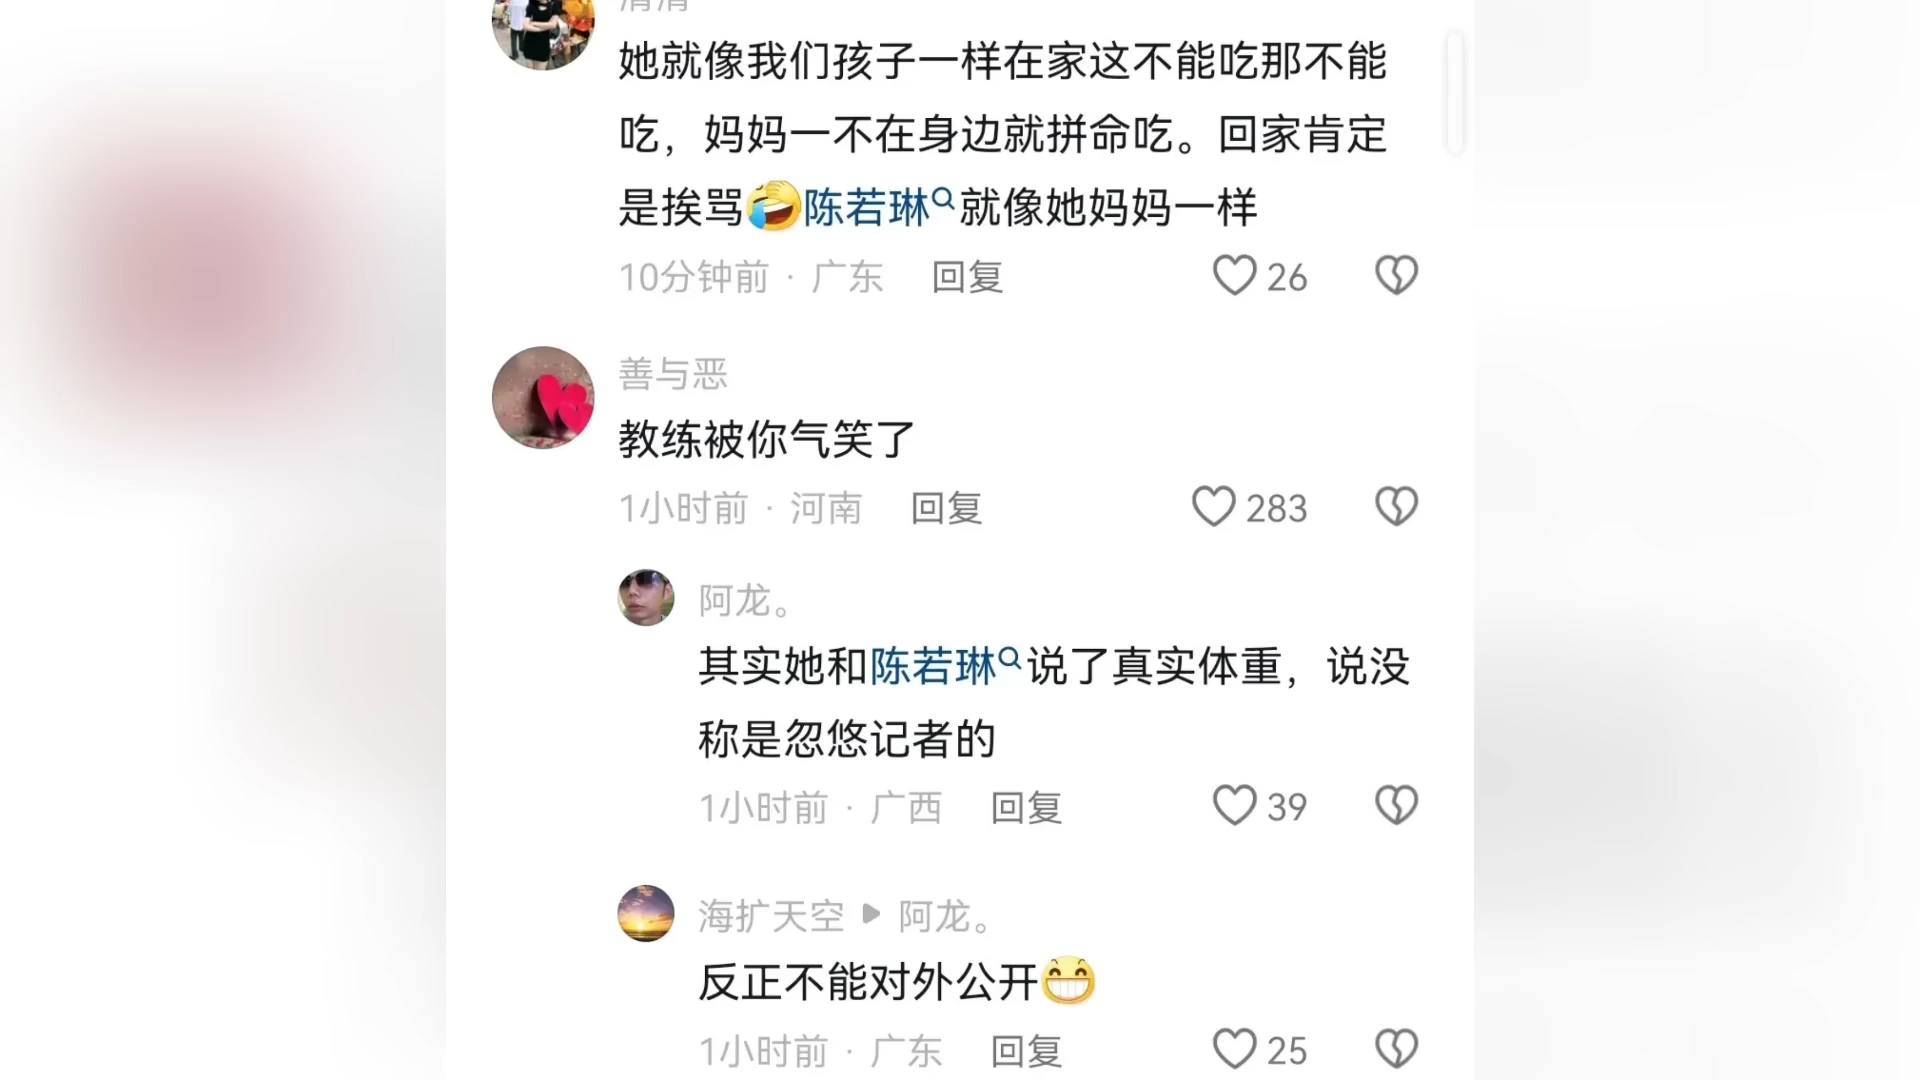 清清
她就像我们孩子一样在家这不能吃那不能
吃，妈妈一不在身边就拼命吃。回家肯定
是挨骂陈若琳就像她妈妈一样
10分钟前 · 广东 回复 26
善与恶
教练被你气笑了
1小时前 · 河南 回复 283
阿龙。
其实她和陈若琳说了真实体重，说没
称是忽悠记者的
1小时前 · 广西 回复 39
海扩天空 ▶ 阿龙。
反正不能对外公开
1小时前 · 广东 回复 25